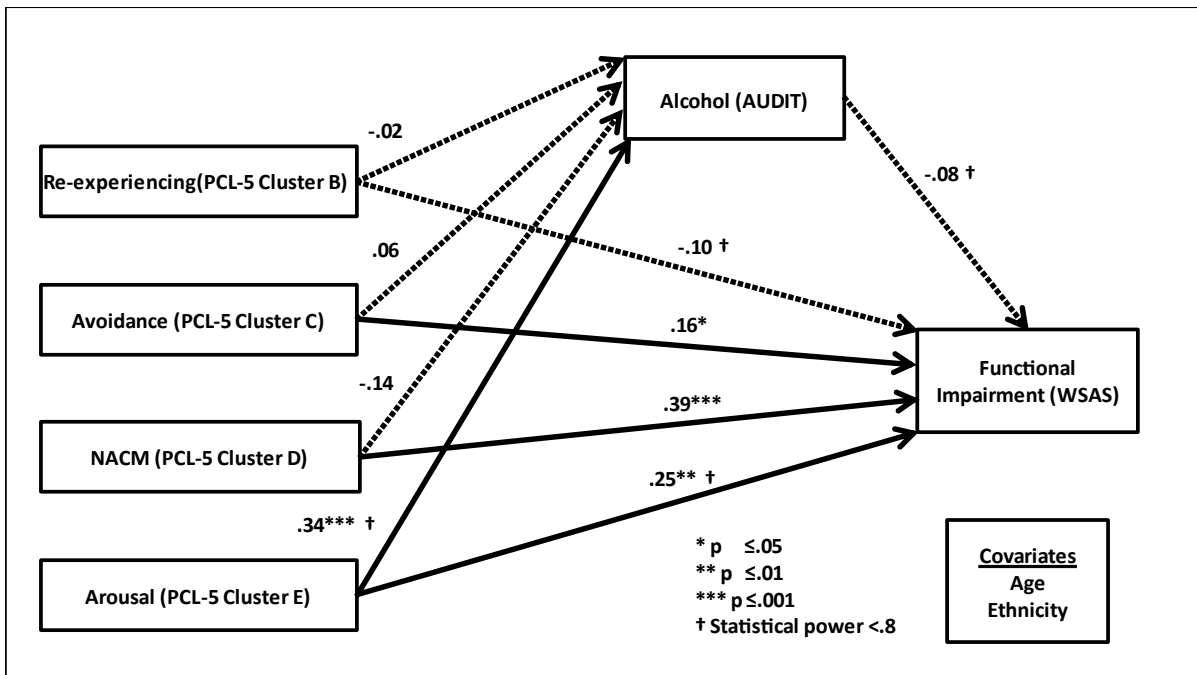 Alcohol (AUDIT)
-.02
-.08 †
Re-experiencing(PCL-5 Cluster B)
.06
-.10 †
Avoidance (PCL-5 Cluster C)
.16*
Functional
Impairment (WSAS)
-.14
.39***
NACM (PCL-5 Cluster D)
.25** †
.34*** †
Arousal (PCL-5 Cluster E)
* p ≤.05
** p ≤.01
*** p ≤.001
† Statistical power <.8
Covariates
Age
Ethnicity